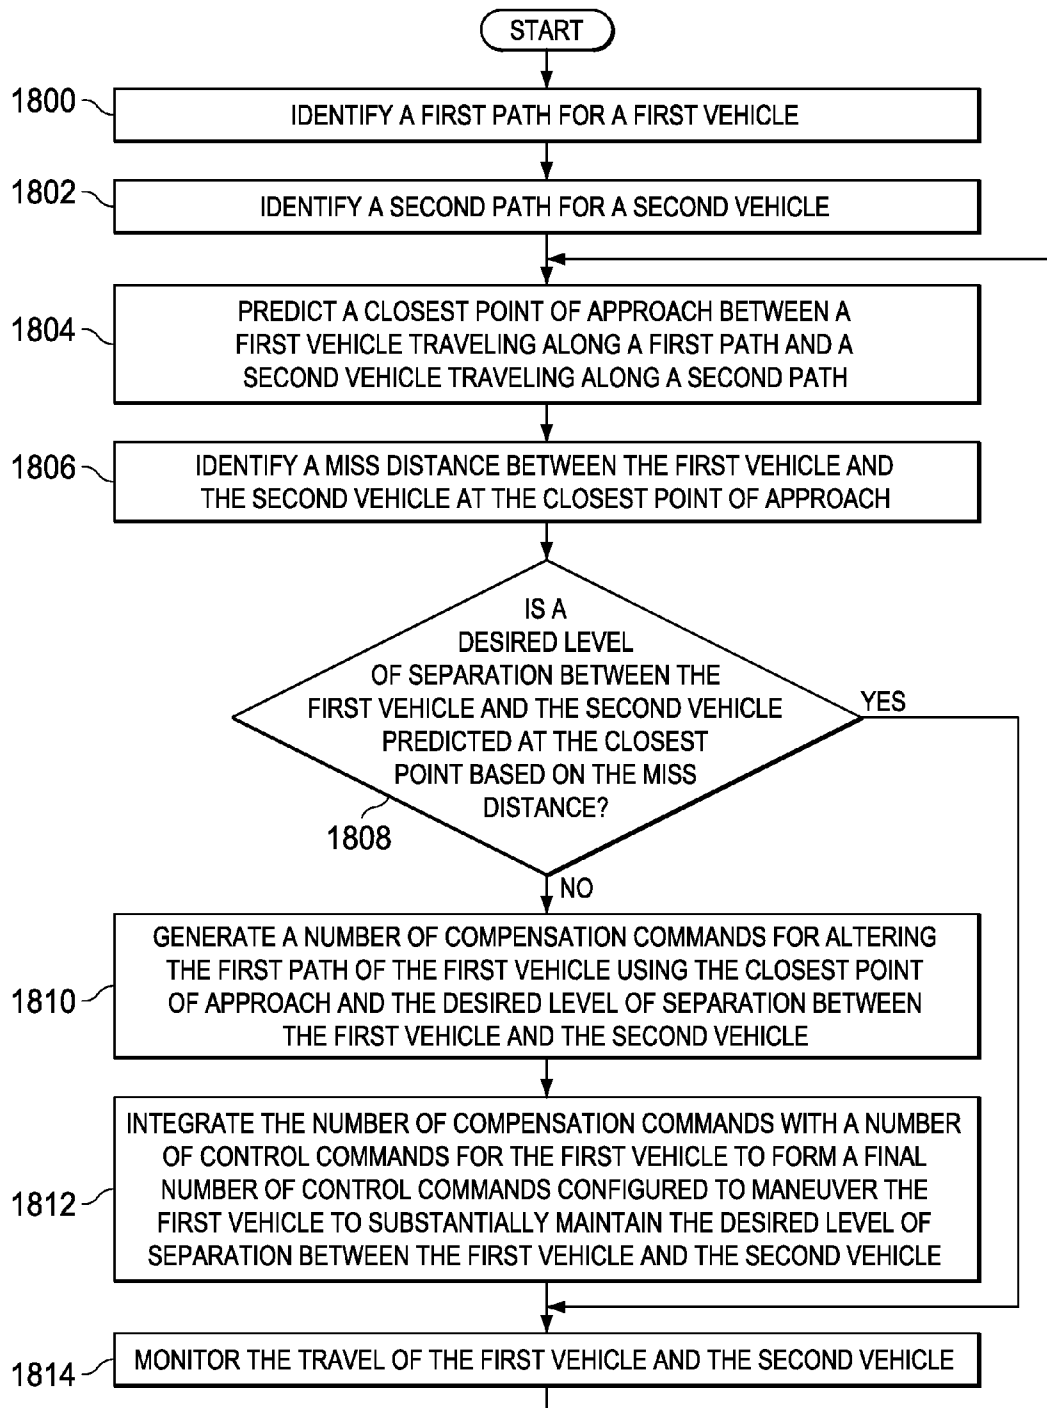 START
1800
IDENTIFY A FIRST PATH FOR A FIRST VEHICLE
1802
IDENTIFY A SECOND PATH FOR A SECOND VEHICLE
1804
PREDICT A CLOSEST POINT OF APPROACH BETWEEN A
FIRST VEHICLE TRAVELING ALONG A FIRST PATH AND A
SECOND VEHICLE TRAVELING ALONG A SECOND PATH
1806
IDENTIFY A MISS DISTANCE BETWEEN THE FIRST VEHICLE AND
THE SECOND VEHICLE AT THE CLOSEST POINT OF APPROACH
IS A
DESIRED LEVEL
OF SEPARATION BETWEEN THE
FIRST VEHICLE AND THE SECOND VEHICLE
PREDICTED AT THE CLOSEST
POINT BASED ON THE MISS
DISTANCE?
YES
1808
NO
1810
GENERATE A NUMBER OF COMPENSATION COMMANDS FOR ALTERING
THE FIRST PATH OF THE FIRST VEHICLE USING THE CLOSEST POINT
OF APPROACH AND THE DESIRED LEVEL OF SEPARATION BETWEEN
THE FIRST VEHICLE AND THE SECOND VEHICLE
1812
INTEGRATE THE NUMBER OF COMPENSATION COMMANDS WITH A NUMBER
OF CONTROL COMMANDS FOR THE FIRST VEHICLE TO FORM A FINAL
NUMBER OF CONTROL COMMANDS CONFIGURED TO MANEUVER THE
FIRST VEHICLE TO SUBSTANTIALLY MAINTAIN THE DESIRED LEVEL OF
SEPARATION BETWEEN THE FIRST VEHICLE AND THE SECOND VEHICLE
1814
MONITOR THE TRAVEL OF THE FIRST VEHICLE AND THE SECOND VEHICLE